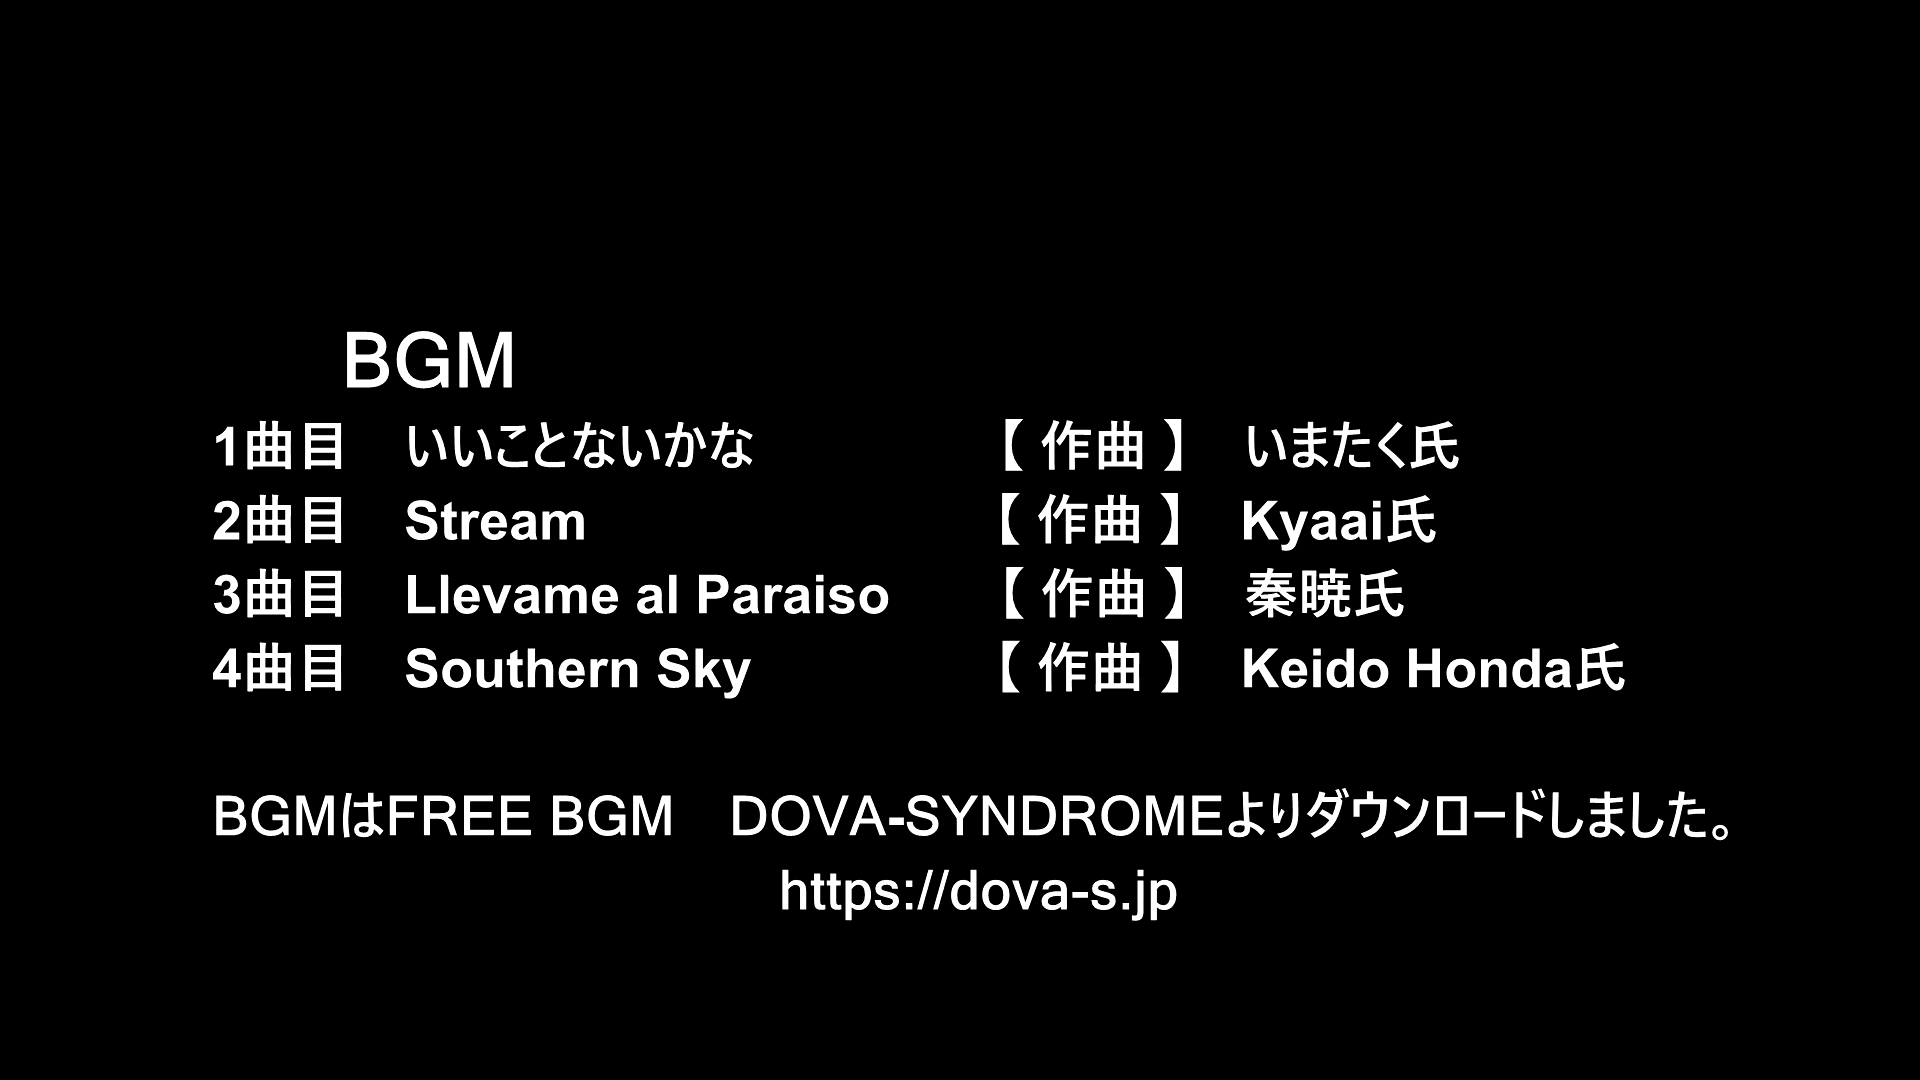 BGM
1曲目　いいことないかな　【 作曲 】　いまたく氏
2曲目　Stream　【 作曲 】　Kyaai氏
3曲目　Llevame al Paraiso　【 作曲 】　秦暁氏
4曲目　Southern Sky　【 作曲 】　Keido Honda氏
BGMはFREE BGM　DOVA-SYNDROMEよりダウンロードしました。
https://dova-s.jp